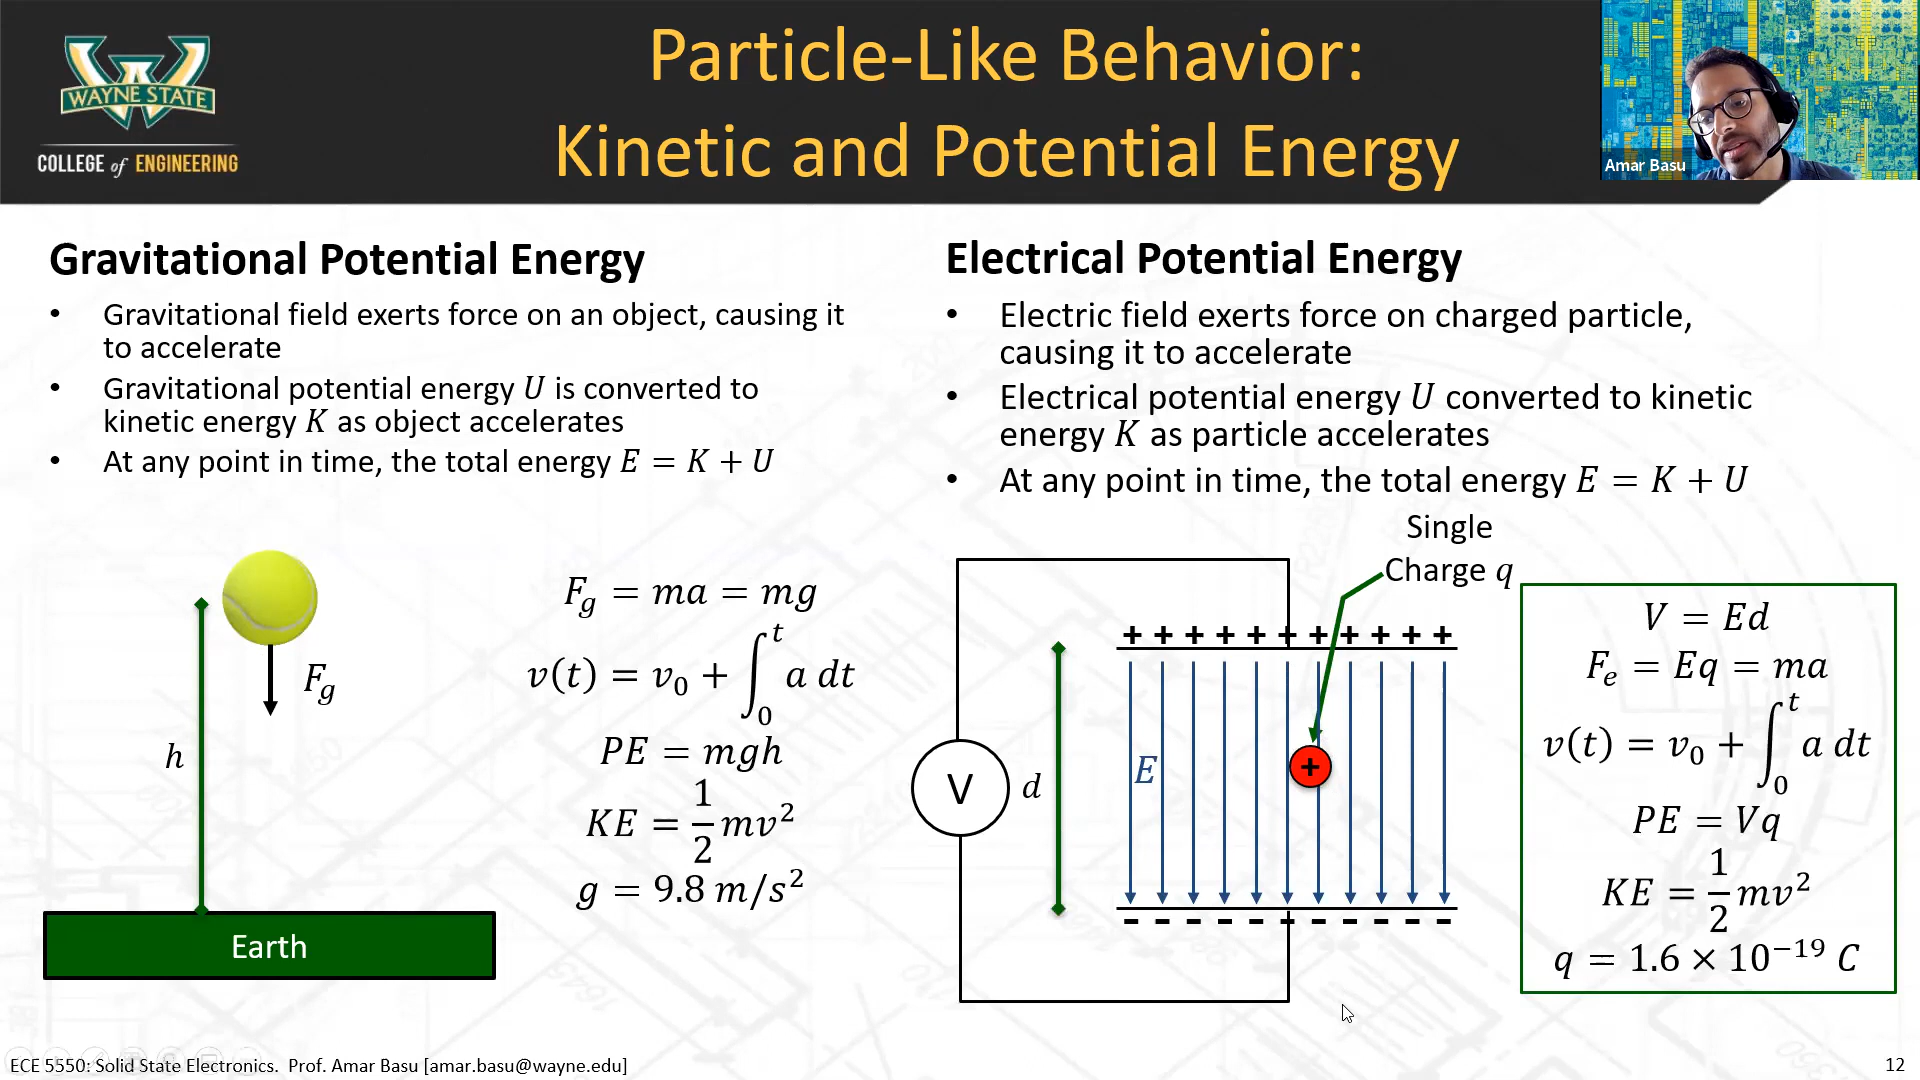 WAYNE STATE
COLLEGE of ENGINEERING
Particle-Like Behavior:
Kinetic and Potential Energy
Amar Basu
Gravitational Potential Energy
• Gravitational field exerts force on an object, causing it
to accelerate
• Gravitational potential energy U is converted to
kinetic energy K as object accelerates
• At any point in time, the total energy E = K + U
h
F_g
Earth
F_g = ma = mg
v(t) = v_0 + ∫_0^t a dt
PE = mgh
KE = 1/2 mv^2
g = 9.8 m/s^2
Electrical Potential Energy
• Electric field exerts force on charged particle,
causing it to accelerate
• Electrical potential energy U converted to kinetic
energy K as particle accelerates
• At any point in time, the total energy E = K + U
Single
Charge q
+ + + + + + + + + + +
V
d
E
+
- - - - - - - - - - -
V = Ed
F_e = Eq = ma
v(t) = v_0 + ∫_0^t a dt
PE = Vq
KE = 1/2 mv^2
q = 1.6 × 10^−19 C
ECE 5550: Solid State Electronics. Prof. Amar Basu [amar.basu@wayne.edu]
12